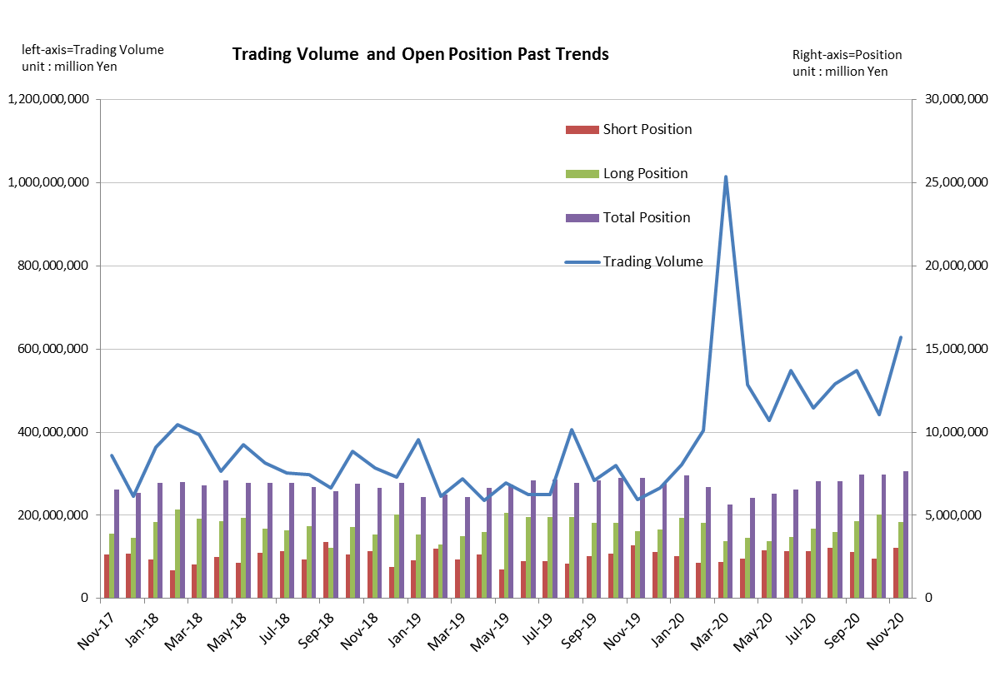 left-axis=Trading Volume
unit : million Yen
Trading Volume and Open Position Past Trends
Right-axis=Position
unit : million Yen
1,200,000,000
1,000,000,000
800,000,000
600,000,000
400,000,000
200,000,000
0
30,000,000
25,000,000
20,000,000
15,000,000
10,000,000
5,000,000
0
Short Position
Long Position
Total Position
Trading Volume
Nov-17
Jan-18
Mar-18
May-18
Jul-18
Sep-18
Nov-18
Jan-19
Mar-19
May-19
Jul-19
Sep-19
Nov-19
Jan-20
Mar-20
May-20
Jul-20
Sep-20
Nov-20